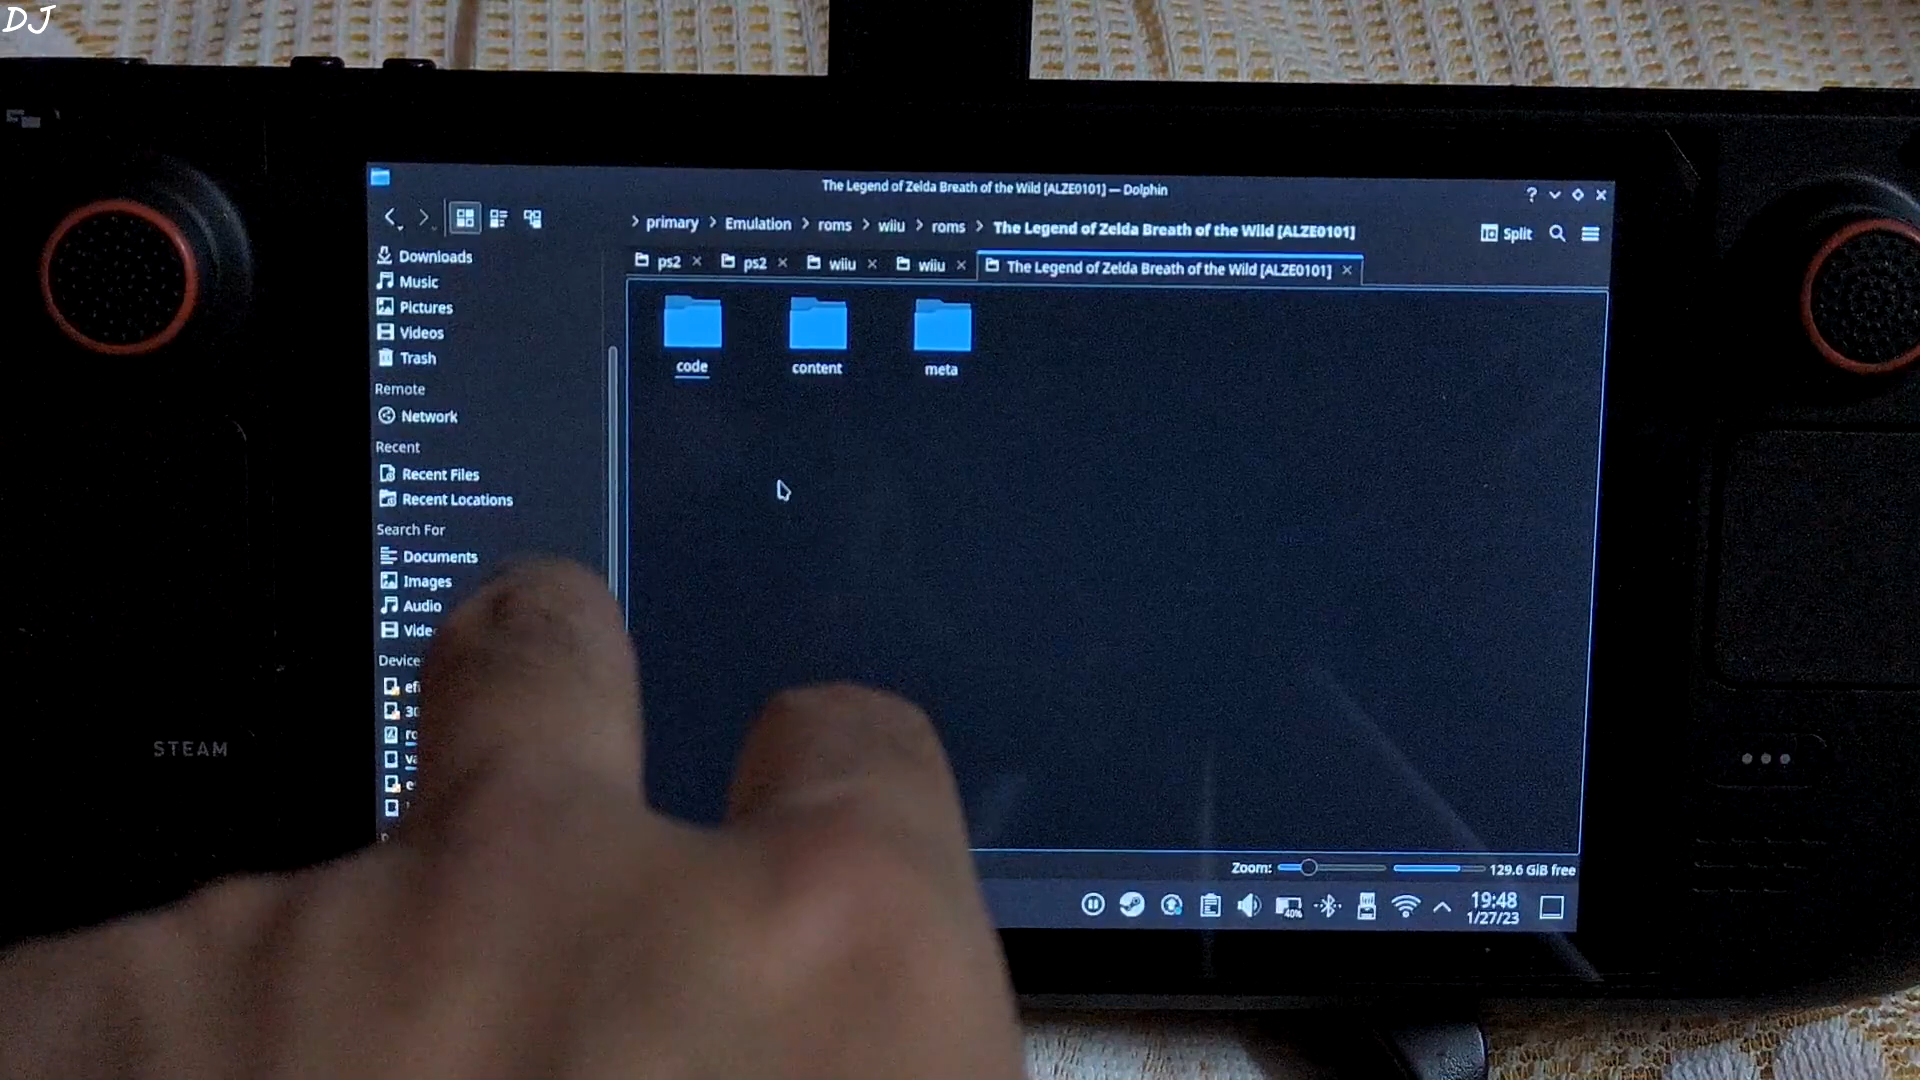 DJ
The Legend of Zelda Breath of the Wild [ALZE0101] — Dolphin
> primary > Emulation > roms > wiiu > roms > The Legend of Zelda Breath of the Wild [ALZE0101]
Split
ps2 ps2 wiiu wiiu The Legend of Zelda Breath of the Wild [ALZE0101]
Downloads
Music
Pictures
Videos
Trash
Remote
Network
Recent
Recent Files
Recent Locations
Search For
Documents
Images
Audio
code content meta
Zoom:
129.6 GiB free
40%
19:48
1/27/23
STEAM